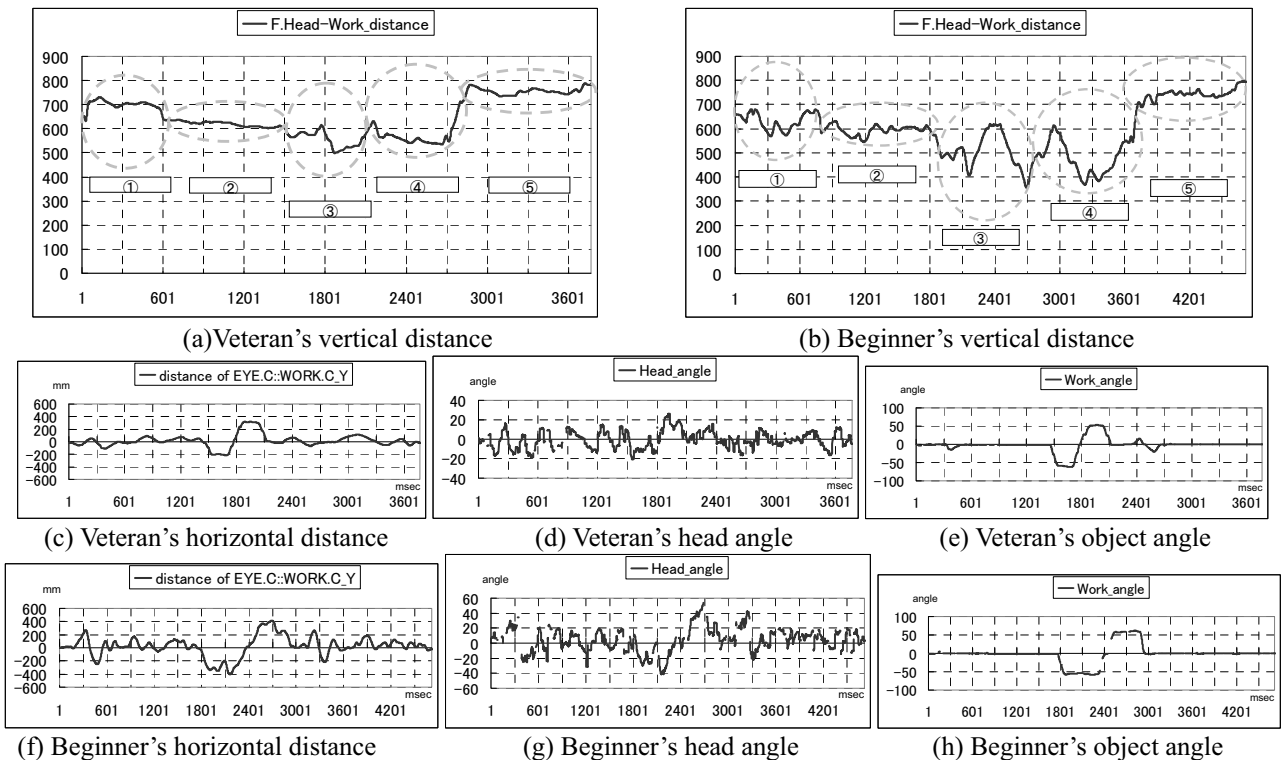 F.Head-Work_distance
900
800
700
600
500
400
300
200
100
0
① ② ③ ④ ⑤
1 601 1201 1801 2401 3001 3601
(a)Veteran's vertical distance
F.Head-Work_distance
900
800
700
600
500
400
300
200
100
0
① ② ③ ④ ⑤
1 601 1201 1801 2401 3001 3601 4201
(b) Beginner's vertical distance
mm
distance of EYE.C::WORK.C_Y
600
400
200
0
-200
-400
-600
msec
1 601 1201 1801 2401 3001 3601
(c) Veteran's horizontal distance
angle
Head_angle
40
20
0
-20
-40
msec
1 601 1201 1801 2401 3001 3601
(d) Veteran's head angle
angle
Work_angle
100
50
0
-50
-100
msec
1 601 1201 1801 2401 3001 3601
(e) Veteran's object angle
distance of EYE.C::WORK.C_Y
600
400
200
0
-200
-400
-600
msec
1 601 1201 1801 2401 3001 3601 4201
(f) Beginner's horizontal distance
angle
Head_angle
60
40
20
0
-20
-40
-60
msec
1 601 1201 1801 2401 3001 3601 4201
(g) Beginner's head angle
angle
Work_angle
100
50
0
-50
-100
msec
1 601 1201 1801 2401 3001 3601 4201
(h) Beginner's object angle